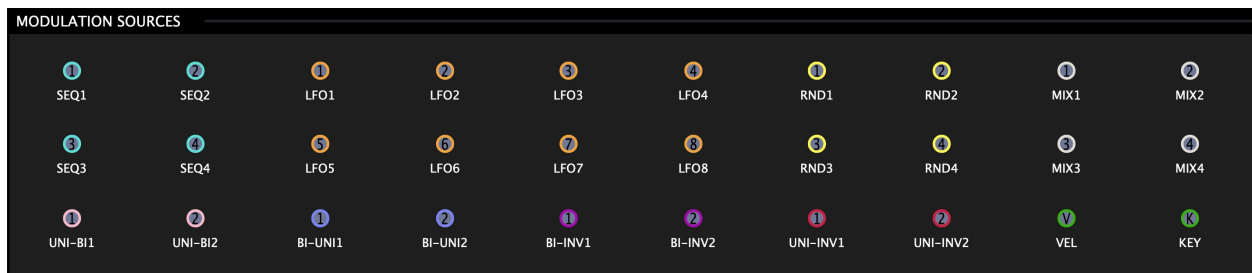 MODULATION SOURCES
1 2 1 2 3 4 1 2 1 2
SEQ1 SEQ2 LFO1 LFO2 LFO3 LFO4 RND1 RND2 MIX1 MIX2
3 4 5 6 7 8 3 4 3 4
SEQ3 SEQ4 LFO5 LFO6 LFO7 LFO8 RND3 RND4 MIX3 MIX4
1 2 1 2 1 2 1 2 V K
UNI-BI1 UNI-BI2 BI-UNI1 BI-UNI2 BI-INV1 BI-INV2 UNI-INV1 UNI-INV2 VEL KEY